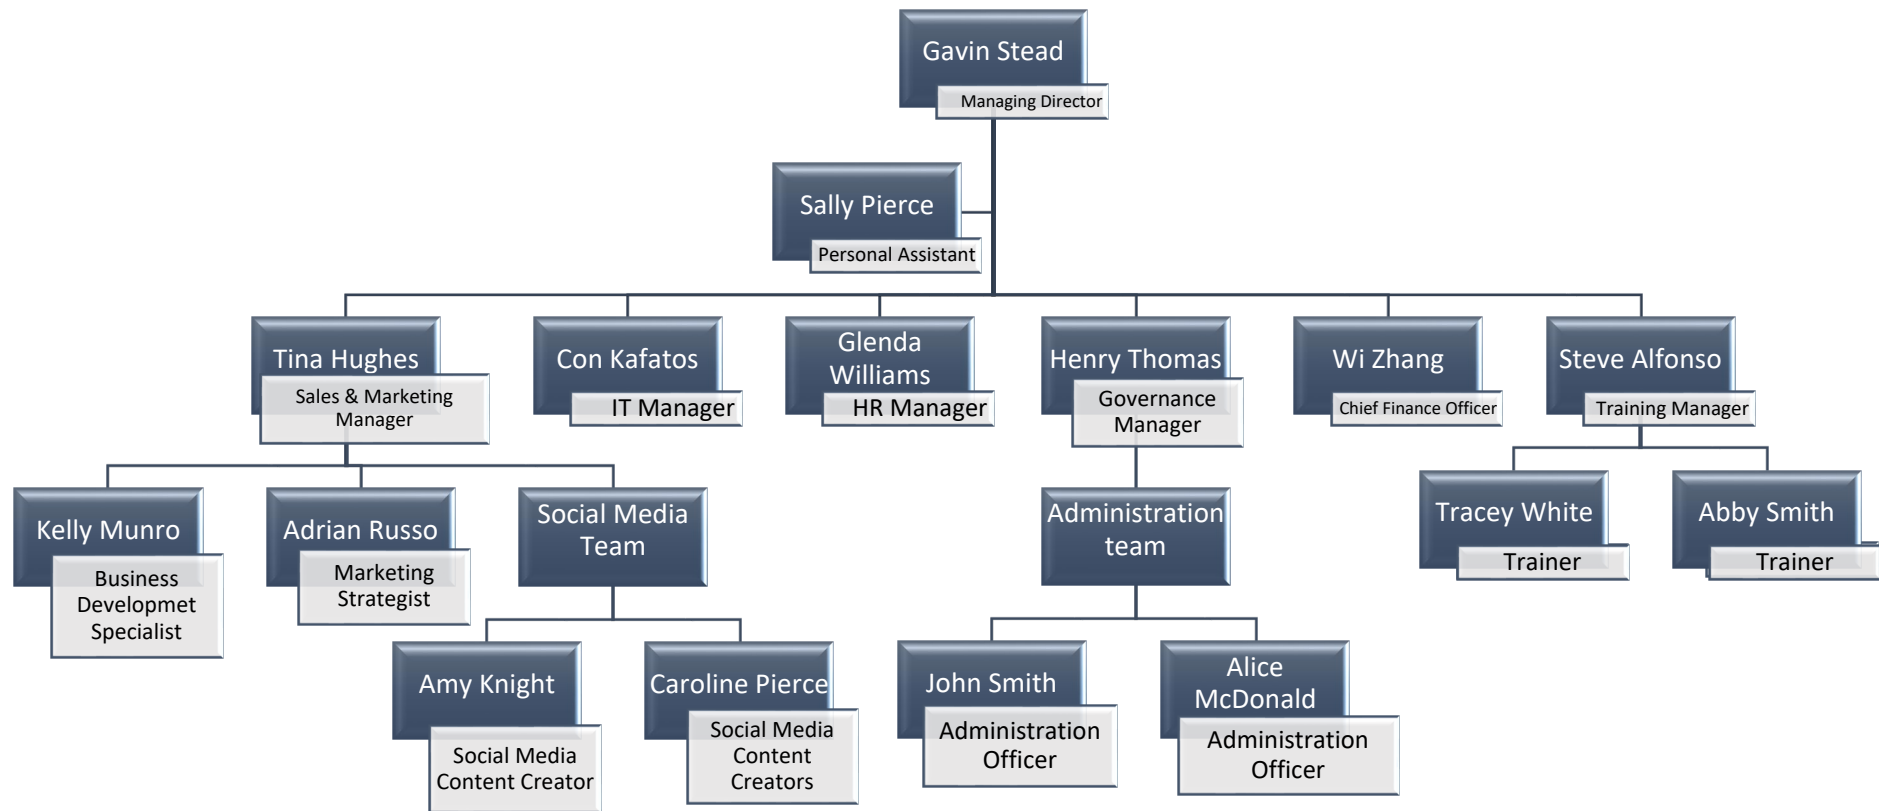 Gavin Stead
Managing Director
Sally Pierce
Personal Assistant
Tina Hughes
Sales & Marketing
Manager
Con Kafatos
IT Manager
Glenda
Williams
HR Manager
Henry Thomas
Governance
Manager
Wi Zhang
Chief Finance Officer
Steve Alfonso
Training Manager
Kelly Munro
Business
Developmet
Specialist
Adrian Russo
Marketing
Strategist
Social Media
Team
Administration
team
Tracey White
Trainer
Abby Smith
Trainer
Amy Knight
Social Media
Content Creator
Caroline Pierce
Social Media
Content
Creators
John Smith
Administration
Officer
Alice
McDonald
Administration
Officer